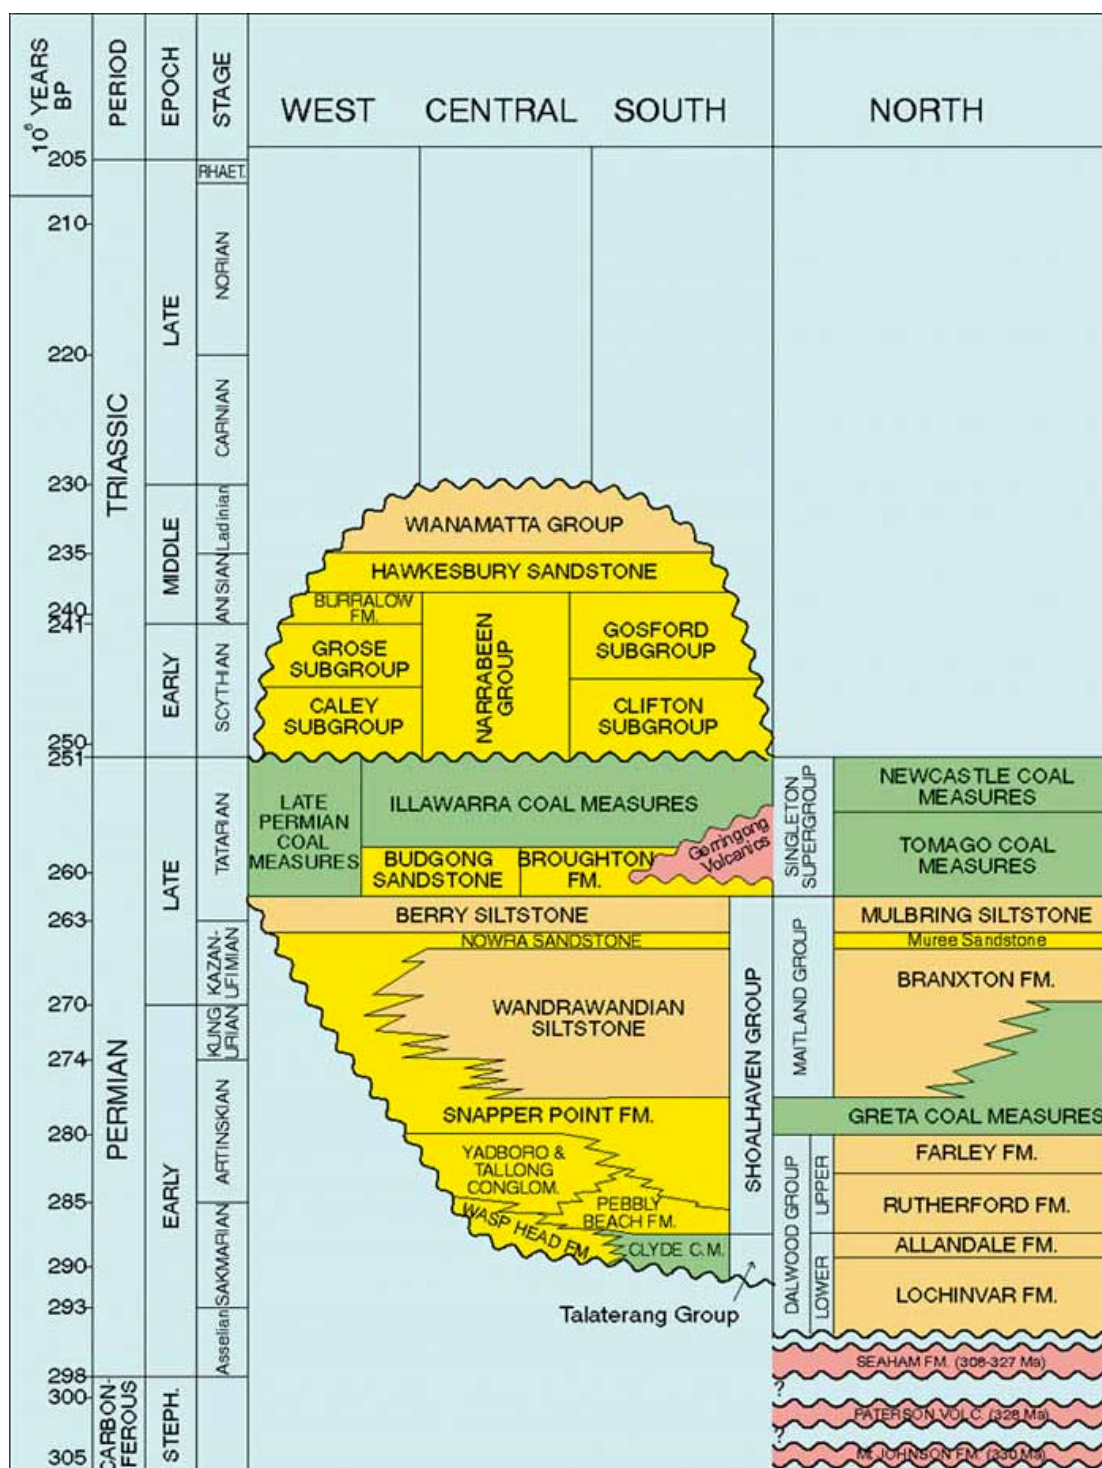 10⁶ YEARS
BP
PERIOD
EPOCH
STAGE
WEST
CENTRAL
SOUTH
NORTH
205
210
220
230
235
240
241
250
251
260
263
270
274
280
285
290
293
298
300
305
TRIASSIC
PERMIAN
CARBON-
FEROUS
LATE
MIDDLE
EARLY
LATE
EARLY
STEPH.
RHAET.
NORIAN
CARNIAN
Ladinian
ANISIAN
SCYTHIAN
TATARIAN
KAZAN-
UFIMIAN
KUNG
URIAN
ARTINSKIAN
SAKMARIAN
Asselian
WIANAMATTA GROUP
HAWKESBURY SANDSTONE
BURRALOW
FM.
GROSE
SUBGROUP
CALEY
SUBGROUP
NARRABEEN
GROUP
GOSFORD
SUBGROUP
CLIFTON
SUBGROUP
LATE
PERMIAN
COAL
MEASURES
ILLAWARRA COAL MEASURES
BUDGONG
SANDSTONE
BROUGHTON
FM.
Gerringong
Volcanics
BERRY SILTSTONE
NOWRA SANDSTONE
WANDRAWANDIAN
SILTSTONE
SNAPPER POINT FM.
YADBORO &
TALLONG
CONGLOM.
PEBBLY
BEACH FM.
WASP HEAD FM.
CLYDE C.M.
SHOALHAVEN GROUP
Talaterang Group
SINGLETON
SUPERGROUP
NEWCASTLE COAL
MEASURES
TOMAGO COAL
MEASURES
MAITLAND GROUP
MULBRING SILTSTONE
Muree Sandstone
BRANXTON FM.
GRETA COAL MEASURES
DALWOOD GROUP
UPPER
LOWER
FARLEY FM.
RUTHERFORD FM.
ALLANDALE FM.
LOCHINVAR FM.
SEAHAM FM. (308-327 Ma)
?
PATERSON VOLC. (328 Ma)
?
Mt JOHNSON FM. (330 Ma)